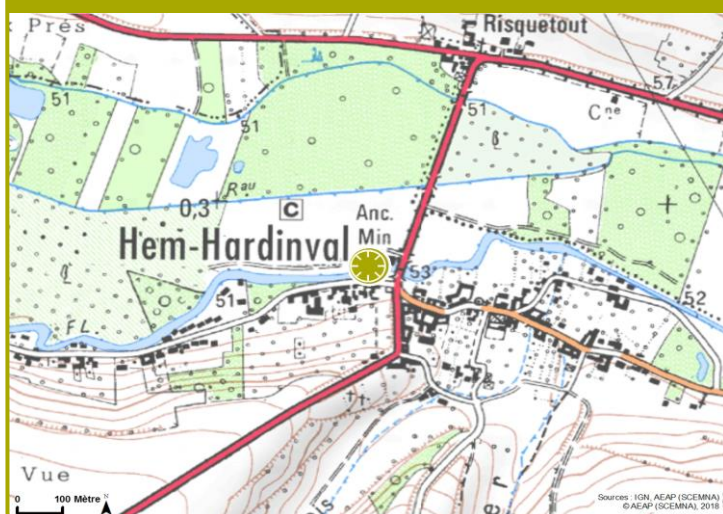 Prés
Risquetout
51
57
51
51
Cne
0,3
Rau
C
Anc.
Min
Hem-Hardinval
53
51
52
FL
Vue
0 100 Mètre N
Sources : IGN, AEAP (SCEMNA)
© AEAP (SCEMNA), 2018